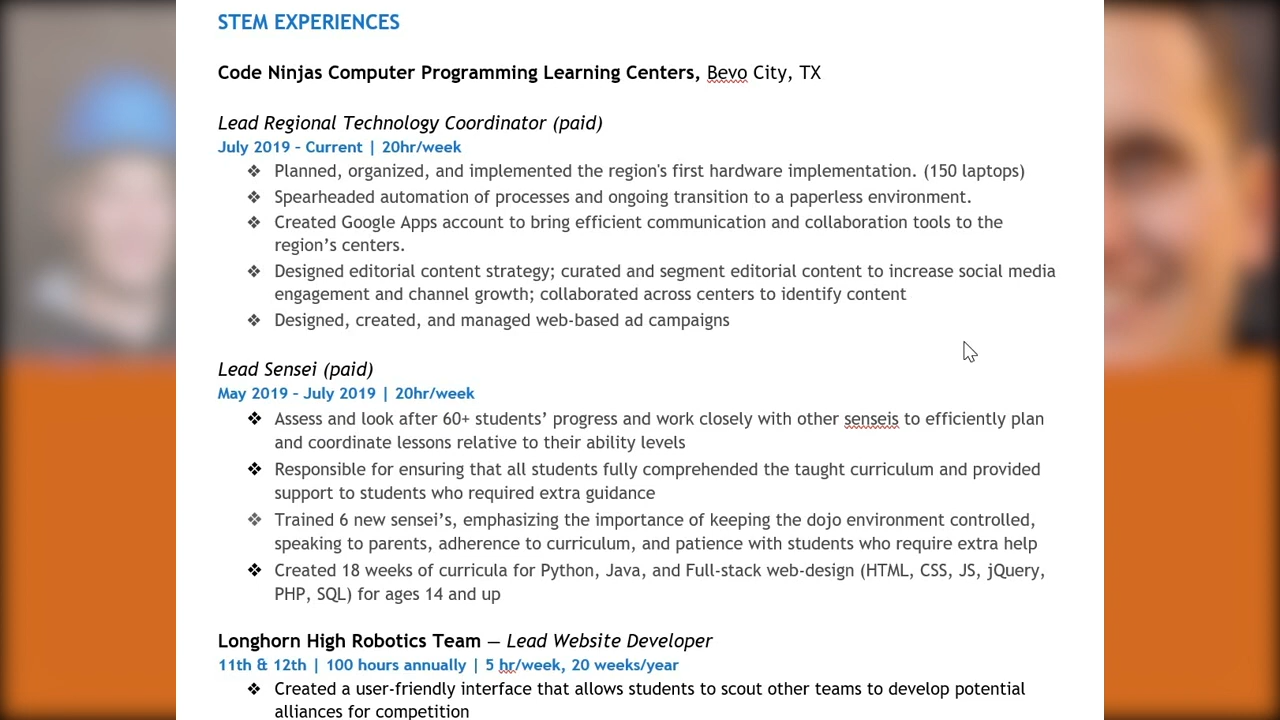 STEM EXPERIENCES
Code Ninjas Computer Programming Learning Centers, Bevo City, TX
Lead Regional Technology Coordinator (paid)
July 2019 – Current | 20hr/week
❖ Planned, organized, and implemented the region's first hardware implementation. (150 laptops)
❖ Spearheaded automation of processes and ongoing transition to a paperless environment.
❖ Created Google Apps account to bring efficient communication and collaboration tools to the
region’s centers.
❖ Designed editorial content strategy; curated and segment editorial content to increase social media
engagement and channel growth; collaborated across centers to identify content
❖ Designed, created, and managed web-based ad campaigns
Lead Sensei (paid)
May 2019 – July 2019 | 20hr/week
❖ Assess and look after 60+ students’ progress and work closely with other senseis to efficiently plan
and coordinate lessons relative to their ability levels
❖ Responsible for ensuring that all students fully comprehended the taught curriculum and provided
support to students who required extra guidance
❖ Trained 6 new sensei’s, emphasizing the importance of keeping the dojo environment controlled,
speaking to parents, adherence to curriculum, and patience with students who require extra help
❖ Created 18 weeks of curricula for Python, Java, and Full-stack web-design (HTML, CSS, JS, jQuery,
PHP, SQL) for ages 14 and up
Longhorn High Robotics Team — Lead Website Developer
11th & 12th | 100 hours annually | 5 hr/week, 20 weeks/year
❖ Created a user-friendly interface that allows students to scout other teams to develop potential
alliances for competition